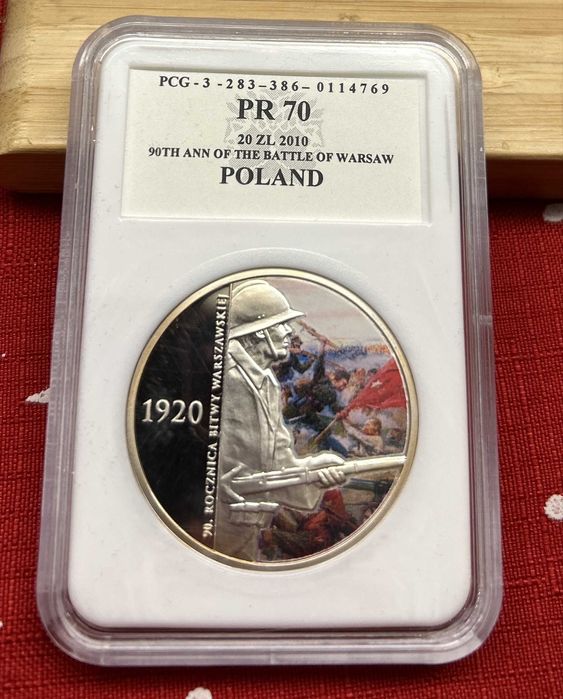 PCG - 3 - 283-386- 0114769
PR 70
20 ZL 2010
90TH ANN OF THE BATTLE OF WARSAW
POLAND
1920
90. ROCZNICA BITWY WARSZAWSKIEJ